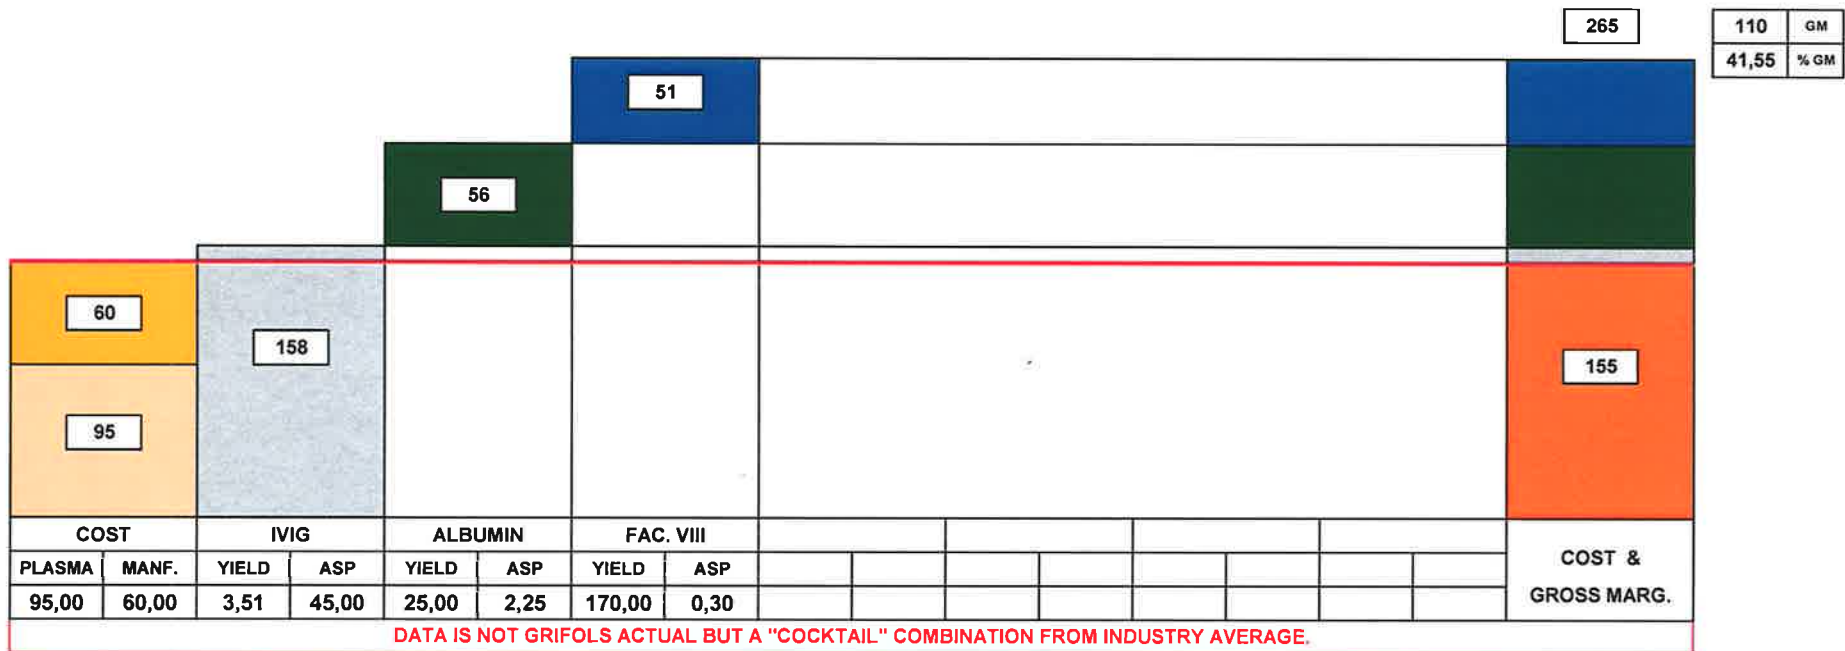 265
110 GM
41,55 % GM
51
56
60
158
155
95
COST IVIG ALBUMIN FAC. VIII
COST &
PLASMA MANF. YIELD ASP YIELD ASP YIELD ASP
GROSS MARG.
95,00 60,00 3,51 45,00 25,00 2,25 170,00 0,30
DATA IS NOT GRIFOLS ACTUAL BUT A "COCKTAIL" COMBINATION FROM INDUSTRY AVERAGE.